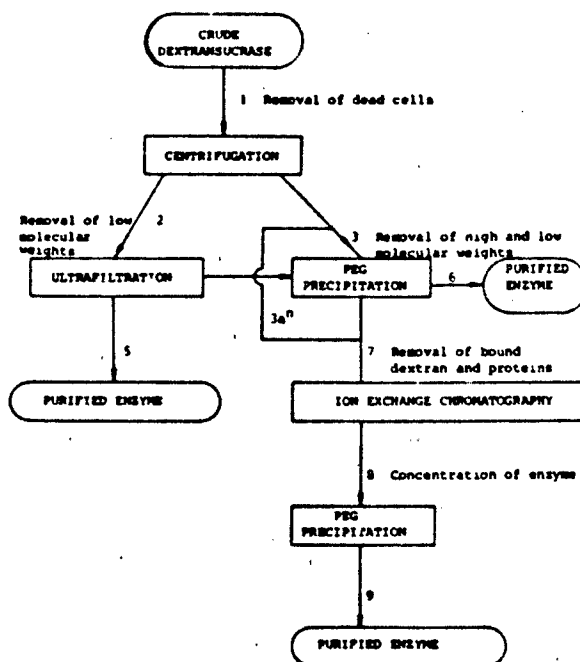 CRUDE
DEXTRANSUCRASE
1 Removal of dead cells
CENTRIFUGATION
Removal of low
molecular
weights
2
3 Removal of high and low
molecular weights
ULTRAFILTRATION
PEG
PRECIPITATION
6
PURIFIED
ENZYME
3aⁿ
5
7 Removal of bound
dextran and proteins
PURIFIED ENZYME
ION EXCHANGE CHROMATOGRAPHY
8 Concentration of enzyme
PEG
PRECIPITATION
9
PURIFIED ENZYME